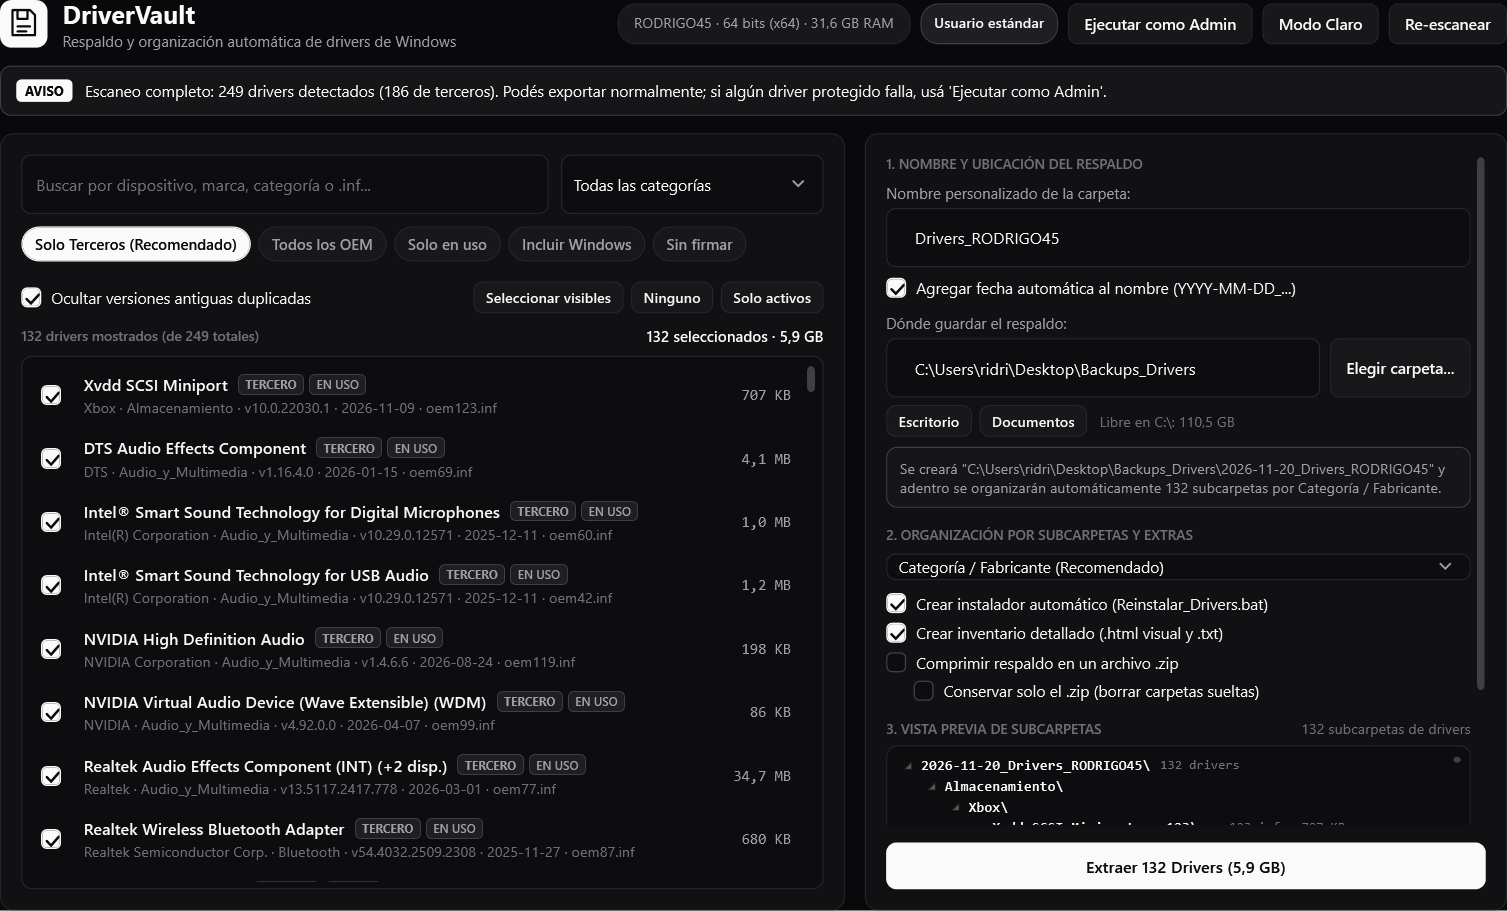 DriverVault
Respaldo y organización automática de drivers de Windows
RODRIGO45 · 64 bits (x64) · 31,6 GB RAM
Usuario estándar
Ejecutar como Admin
Modo Claro
Re-escanear
AVISO
Escaneo completo: 249 drivers detectados (186 de terceros). Podés exportar normalmente; si algún driver protegido falla, usá 'Ejecutar como Admin'.
Buscar por dispositivo, marca, categoría o .inf...
Todas las categorías
Solo Terceros (Recomendado)
Todos los OEM
Solo en uso
Incluir Windows
Sin firmar
Ocultar versiones antiguas duplicadas
Seleccionar visibles
Ninguno
Solo activos
132 drivers mostrados (de 249 totales)
132 seleccionados · 5,9 GB
Xvdd SCSI Miniport TERCERO EN USO
Xbox · Almacenamiento · v10.0.22030.1 · 2026-11-09 · oem123.inf
707 KB
DTS Audio Effects Component TERCERO EN USO
DTS · Audio_y_Multimedia · v1.16.4.0 · 2026-01-15 · oem69.inf
4,1 MB
Intel® Smart Sound Technology for Digital Microphones TERCERO EN USO
Intel(R) Corporation · Audio_y_Multimedia · v10.29.0.12571 · 2025-12-11 · oem60.inf
1,0 MB
Intel® Smart Sound Technology for USB Audio TERCERO EN USO
Intel(R) Corporation · Audio_y_Multimedia · v10.29.0.12571 · 2025-12-11 · oem42.inf
1,2 MB
NVIDIA High Definition Audio TERCERO EN USO
NVIDIA Corporation · Audio_y_Multimedia · v1.4.6.6 · 2026-08-24 · oem119.inf
198 KB
NVIDIA Virtual Audio Device (Wave Extensible) (WDM) TERCERO EN USO
NVIDIA · Audio_y_Multimedia · v4.92.0.0 · 2026-04-07 · oem99.inf
86 KB
Realtek Audio Effects Component (INT) (+2 disp.) TERCERO EN USO
Realtek · Audio_y_Multimedia · v13.5117.2417.778 · 2026-03-01 · oem77.inf
34,7 MB
Realtek Wireless Bluetooth Adapter TERCERO EN USO
Realtek Semiconductor Corp. · Bluetooth · v54.4032.2509.2308 · 2025-11-27 · oem87.inf
680 KB
1. NOMBRE Y UBICACIÓN DEL RESPALDO
Nombre personalizado de la carpeta:
Drivers_RODRIGO45
Agregar fecha automática al nombre (YYYY-MM-DD_...)
Dónde guardar el respaldo:
C:\Users\ridri\Desktop\Backups_Drivers
Elegir carpeta...
Escritorio
Documentos
Libre en C:\: 110,5 GB
Se creará "C:\Users\ridri\Desktop\Backups_Drivers\2026-11-20_Drivers_RODRIGO45" y
adentro se organizarán automáticamente 132 subcarpetas por Categoría / Fabricante.
2. ORGANIZACIÓN POR SUBCARPETAS Y EXTRAS
Categoría / Fabricante (Recomendado)
Crear instalador automático (Reinstalar_Drivers.bat)
Crear inventario detallado (.html visual y .txt)
Comprimir respaldo en un archivo .zip
Conservar solo el .zip (borrar carpetas sueltas)
3. VISTA PREVIA DE SUBCARPETAS
132 subcarpetas de drivers
2026-11-20_Drivers_RODRIGO45\ 132 drivers
Almacenamiento\
Xbox\
Extraer 132 Drivers (5,9 GB)